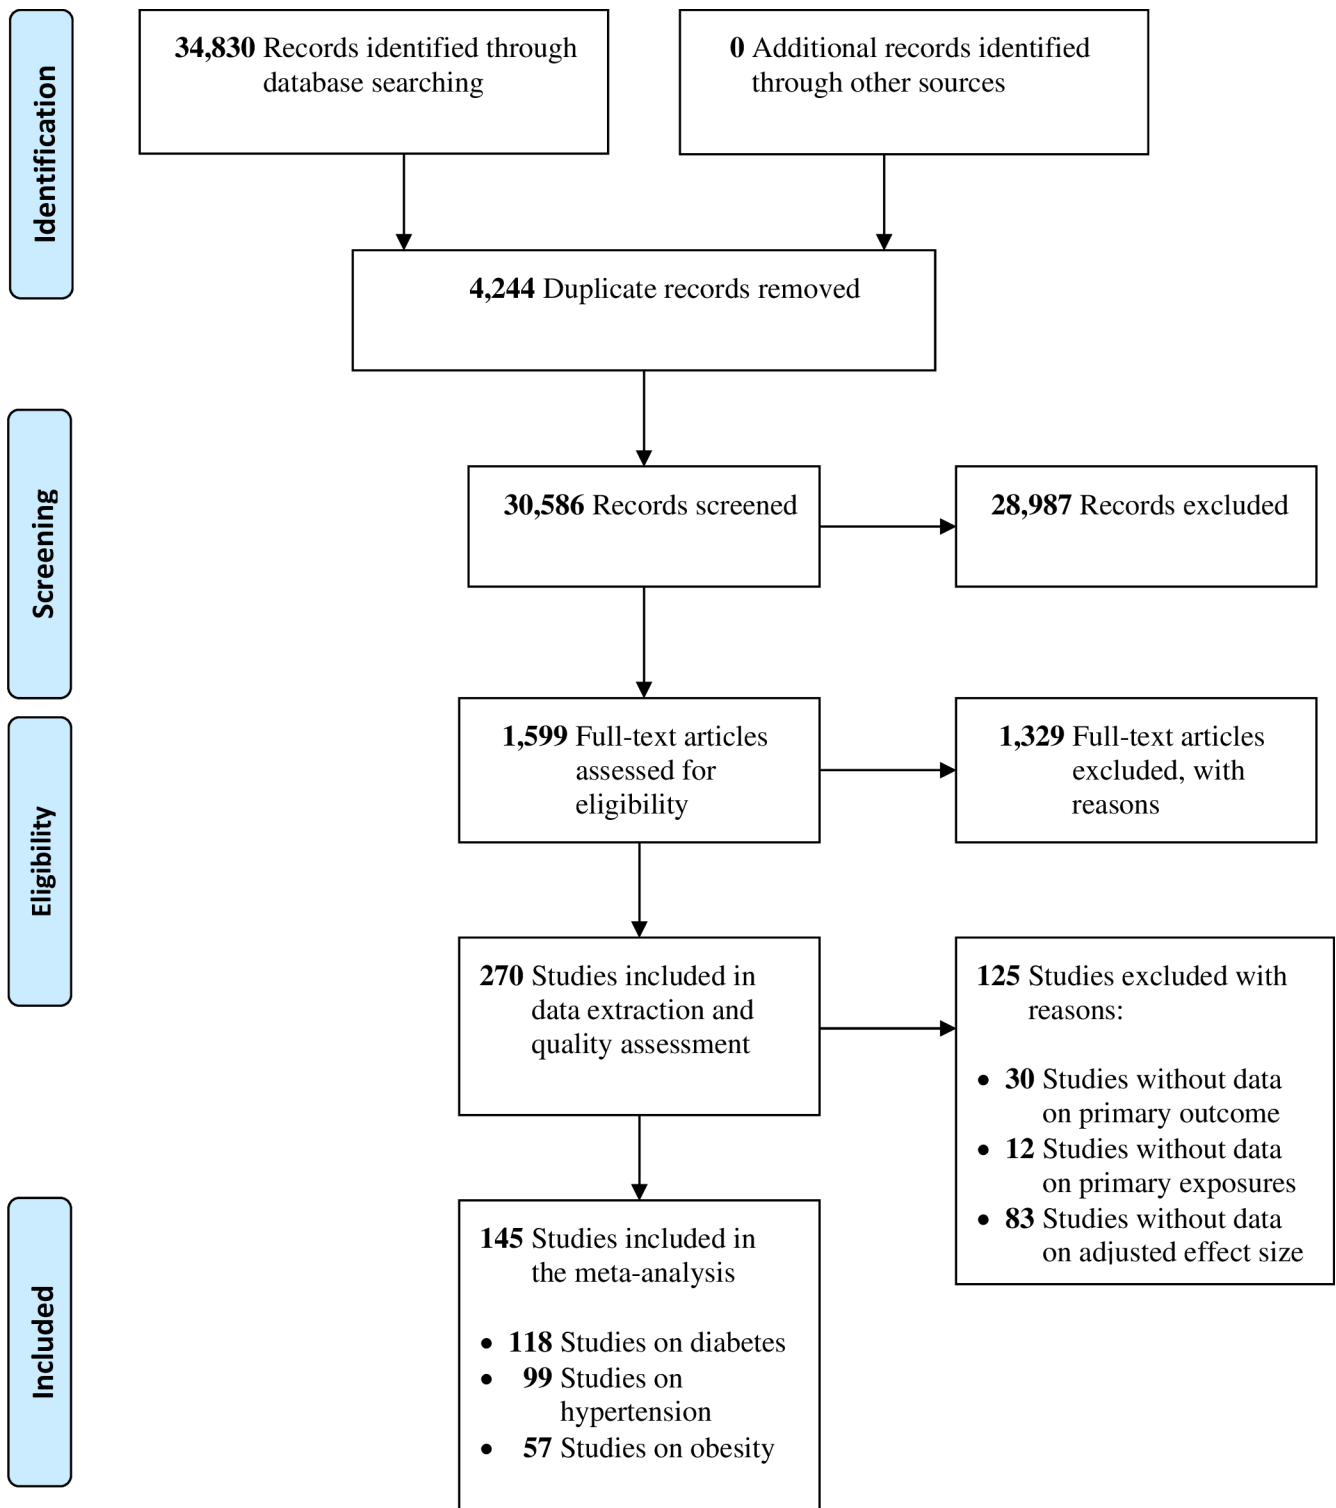 Identification
34,830 Records identified through
database searching
0 Additional records identified
through other sources
4,244 Duplicate records removed
Screening
30,586 Records screened
28,987 Records excluded
Eligibility
1,599 Full-text articles
assessed for
eligibility
1,329 Full-text articles
excluded, with
reasons
270 Studies included in
data extraction and
quality assessment
125 Studies excluded with
reasons:
• 30 Studies without data
on primary outcome
• 12 Studies without data
on primary exposures
• 83 Studies without data
on adjusted effect size
Included
145 Studies included in
the meta-analysis
• 118 Studies on diabetes
• 99 Studies on
hypertension
• 57 Studies on obesity